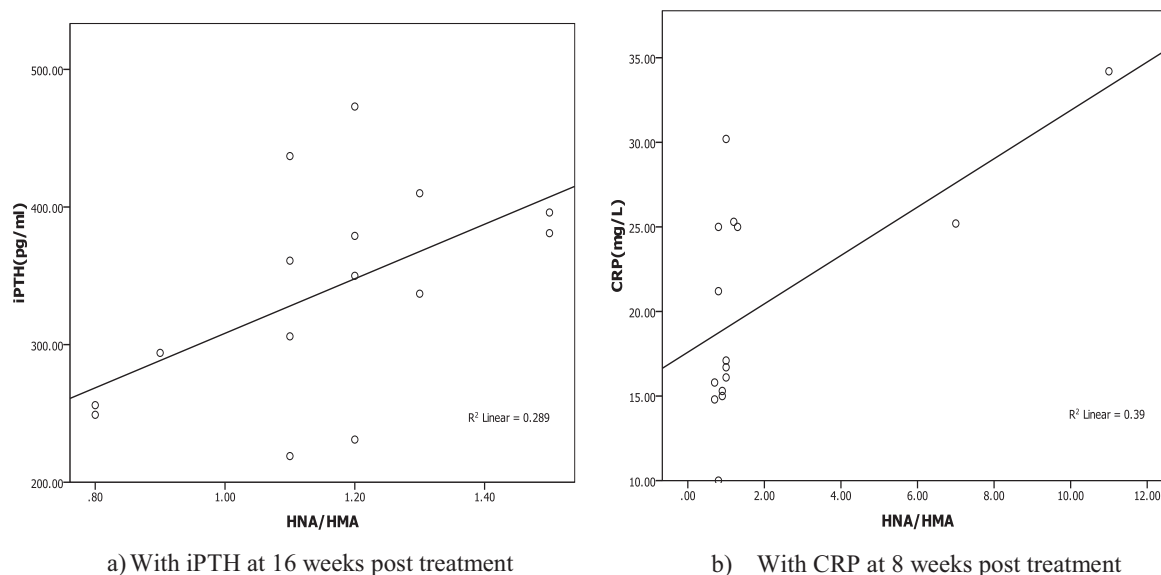 500.00
400.00
300.00
200.00
iPTH(pg/ml)
R² Linear = 0.289
.80
1.00
1.20
1.40
HNA/HMA
a) With iPTH at 16 weeks post treatment
35.00
30.00
25.00
20.00
15.00
10.00
CRP(mg/L)
R² Linear = 0.39
.00
2.00
4.00
6.00
8.00
10.00
12.00
HNA/HMA
b) With CRP at 8 weeks post treatment